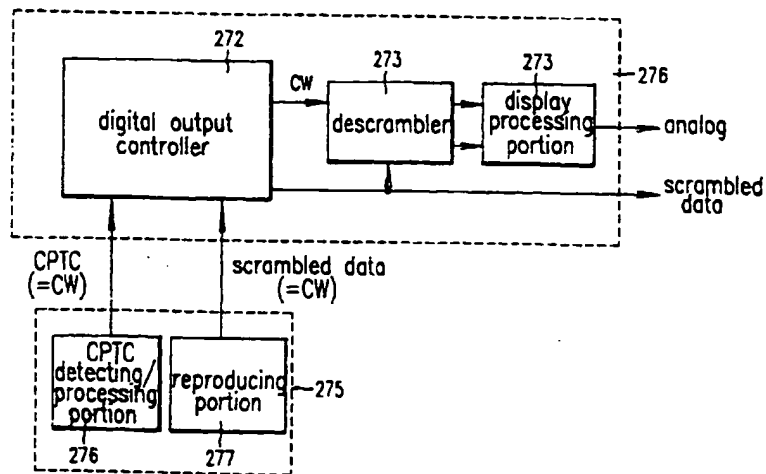 272
273
273
276
CW
digital output
controller
descrambler
display
processing
portion
analog
scrambled
data
CPTC
(=CW)
scrambled data
(=CW)
CPTC
detecting/
processing
portion
reproducing
portion
275
276
277